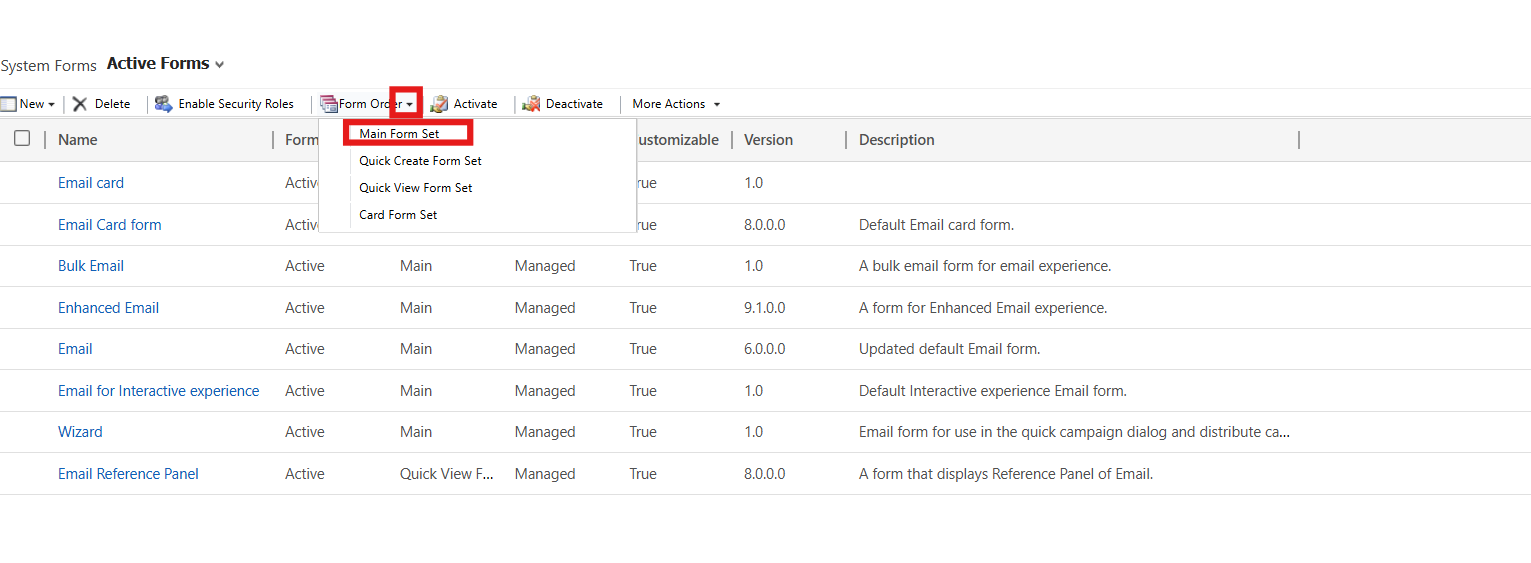 System Forms Active Forms
New Delete Enable Security Roles Form Order Activate Deactivate More Actions
Main Form Set
Quick Create Form Set
Quick View Form Set
Card Form Set
Name Form ustomizable Version Description
Email card Activ rue 1.0
Email Card form Activ rue 8.0.0.0 Default Email card form.
Bulk Email Active Main Managed True 1.0 A bulk email form for email experience.
Enhanced Email Active Main Managed True 9.1.0.0 A form for Enhanced Email experience.
Email Active Main Managed True 6.0.0.0 Updated default Email form.
Email for Interactive experience Active Main Managed True 1.0 Default Interactive experience Email form.
Wizard Active Main Managed True 1.0 Email form for use in the quick campaign dialog and distribute ca...
Email Reference Panel Active Quick View F... Managed True 8.0.0.0 A form that displays Reference Panel of Email.